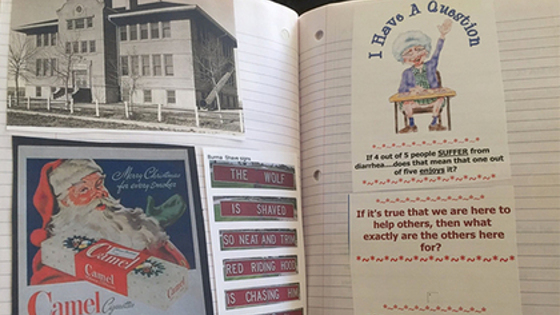 Merry Christmas
for every smoker
Camel
Camel
Camel
Camel
Cigarettes
Burma Shave signs
THE WOLF
IS SHAVED
SO NEAT AND TRIM
RED RIDING HOOD
IS CHASING HIM
I Have A Question
If 4 out of 5 people SUFFER from
diarrhea....does that mean that one out
of five enjoys it?
If it's true that we are here to
help others, then what
exactly are the others here
for?